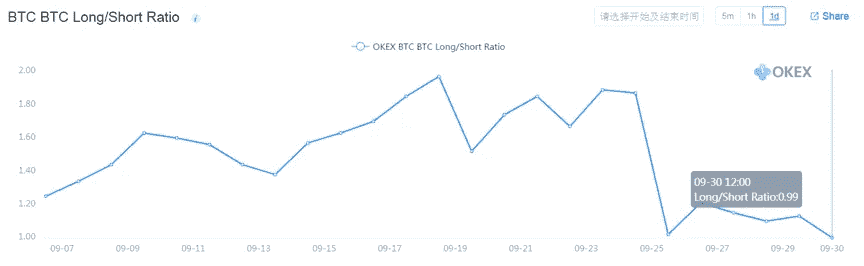 BTC BTC Long/Short Ratio
请选择开始及结束时间
5m 1h 1d
Share
OKEX BTC BTC Long/Short Ratio
OKEX
2.00
1.80
1.60
1.40
1.20
1.00
09-30 12:00
Long/Short Ratio:0.99
09-07 09-09 09-11 09-13 09-15 09-17 09-19 09-21 09-23 09-25 09-27 09-28 09-30